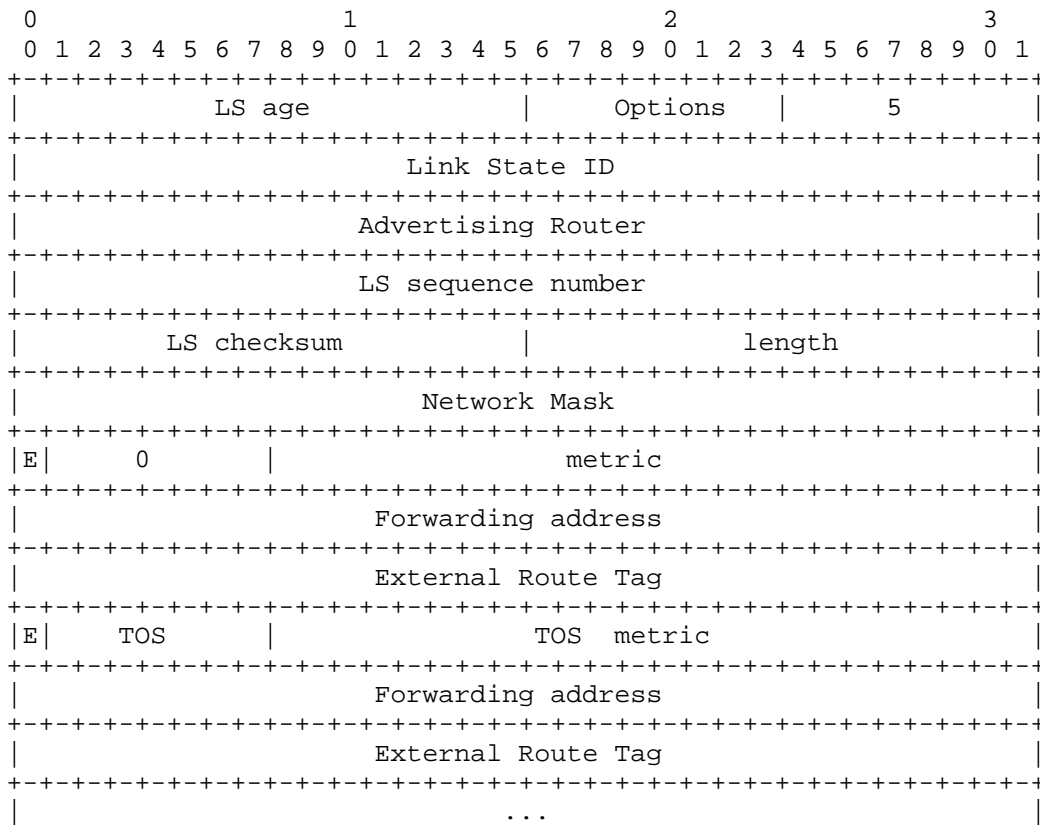 0                   1                   2                   3
0 1 2 3 4 5 6 7 8 9 0 1 2 3 4 5 6 7 8 9 0 1 2 3 4 5 6 7 8 9 0 1
+-+-+-+-+-+-+-+-+-+-+-+-+-+-+-+-+-+-+-+-+-+-+-+-+-+-+-+-+-+-+-+-+
|            LS age             |     Options   |      5        |
+-+-+-+-+-+-+-+-+-+-+-+-+-+-+-+-+-+-+-+-+-+-+-+-+-+-+-+-+-+-+-+-+
|                        Link State ID                          |
+-+-+-+-+-+-+-+-+-+-+-+-+-+-+-+-+-+-+-+-+-+-+-+-+-+-+-+-+-+-+-+-+
|                     Advertising Router                        |
+-+-+-+-+-+-+-+-+-+-+-+-+-+-+-+-+-+-+-+-+-+-+-+-+-+-+-+-+-+-+-+-+
|                     LS sequence number                        |
+-+-+-+-+-+-+-+-+-+-+-+-+-+-+-+-+-+-+-+-+-+-+-+-+-+-+-+-+-+-+-+-+
|         LS checksum           |             length            |
+-+-+-+-+-+-+-+-+-+-+-+-+-+-+-+-+-+-+-+-+-+-+-+-+-+-+-+-+-+-+-+-+
|                         Network Mask                          |
+-+-+-+-+-+-+-+-+-+-+-+-+-+-+-+-+-+-+-+-+-+-+-+-+-+-+-+-+-+-+-+-+
|E|     0       |                  metric                       |
+-+-+-+-+-+-+-+-+-+-+-+-+-+-+-+-+-+-+-+-+-+-+-+-+-+-+-+-+-+-+-+-+
|                      Forwarding address                       |
+-+-+-+-+-+-+-+-+-+-+-+-+-+-+-+-+-+-+-+-+-+-+-+-+-+-+-+-+-+-+-+-+
|                      External Route Tag                       |
+-+-+-+-+-+-+-+-+-+-+-+-+-+-+-+-+-+-+-+-+-+-+-+-+-+-+-+-+-+-+-+-+
|E|    TOS      |                TOS  metric                    |
+-+-+-+-+-+-+-+-+-+-+-+-+-+-+-+-+-+-+-+-+-+-+-+-+-+-+-+-+-+-+-+-+
|                      Forwarding address                       |
+-+-+-+-+-+-+-+-+-+-+-+-+-+-+-+-+-+-+-+-+-+-+-+-+-+-+-+-+-+-+-+-+
|                      External Route Tag                       |
+-+-+-+-+-+-+-+-+-+-+-+-+-+-+-+-+-+-+-+-+-+-+-+-+-+-+-+-+-+-+-+-+
|                              ...                              |